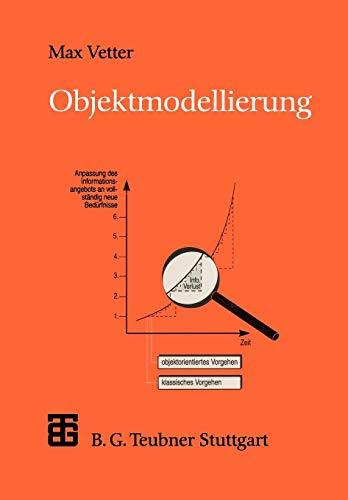 Max Vetter
Objektmodellierung
Anpassung des
Informations-
angebots an voll-
ständig neue
Bedürfnisse
6.
5.
4.
3.
2.
1.
Info.
Verlust
Zeit
objektorientiertes Vorgehen
klassisches Vorgehen
B. G. Teubner Stuttgart